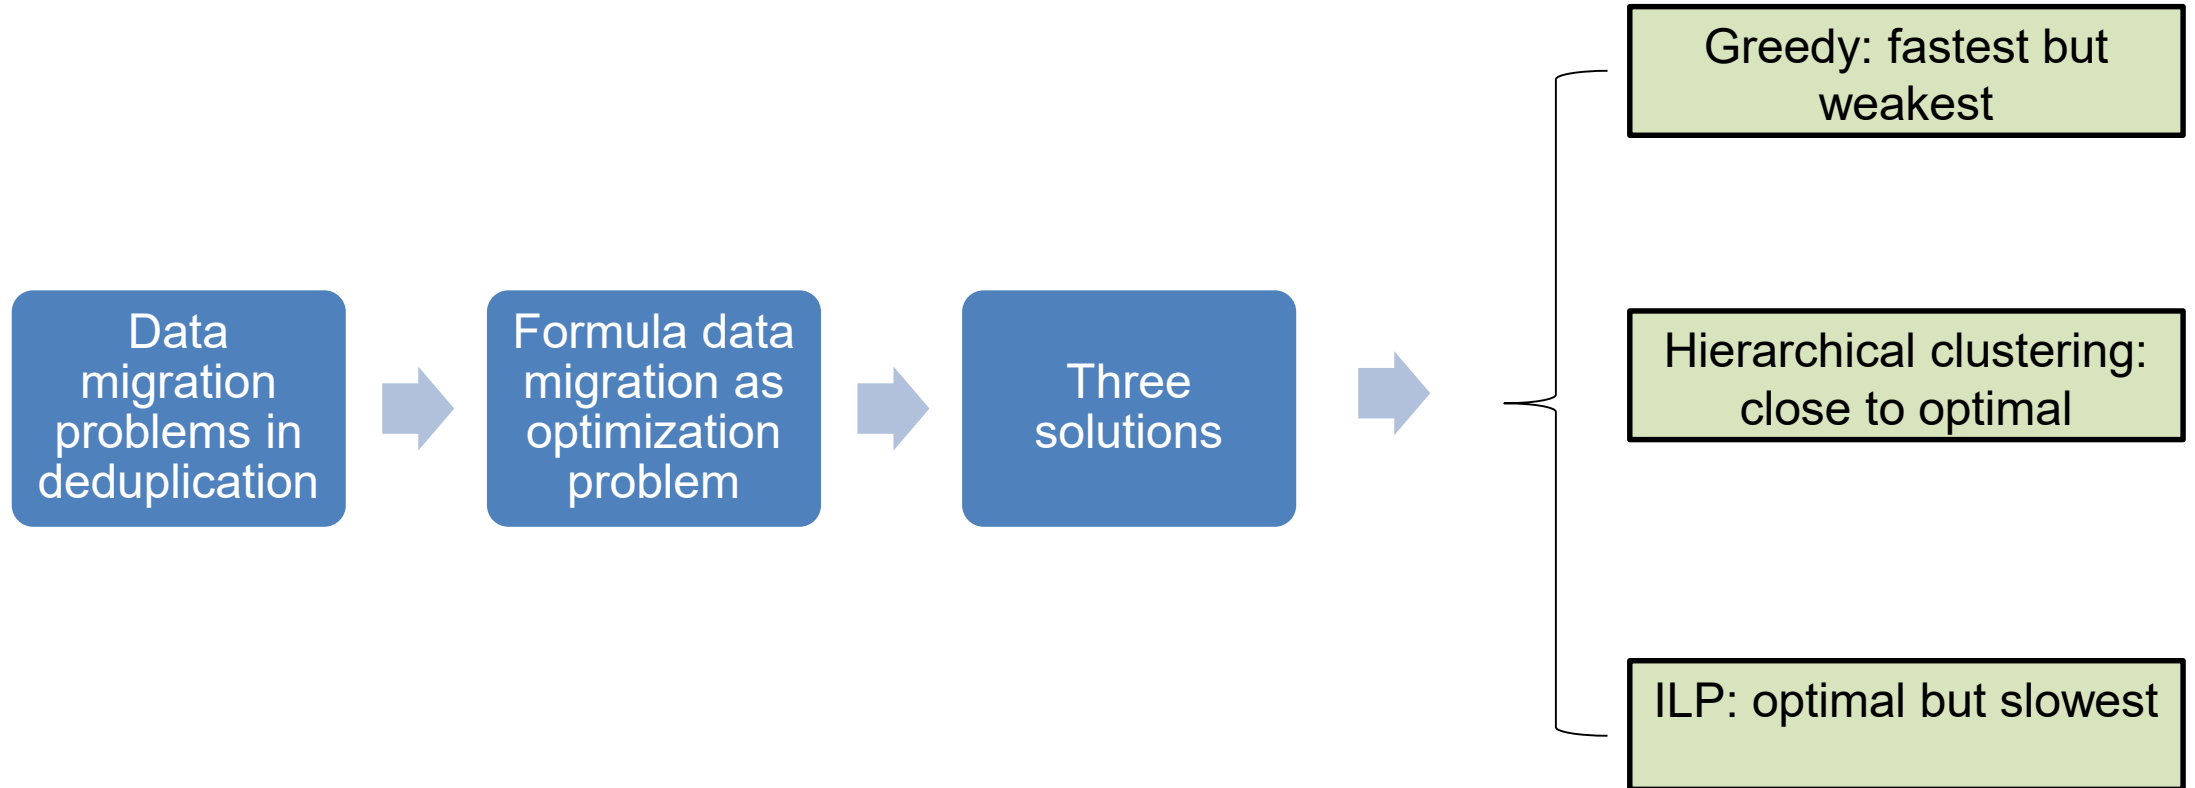 Data
migration
problems in
deduplication
Formula data
migration as
optimization
problem
Three
solutions
Greedy: fastest but
weakest
Hierarchical clustering:
close to optimal
ILP: optimal but slowest